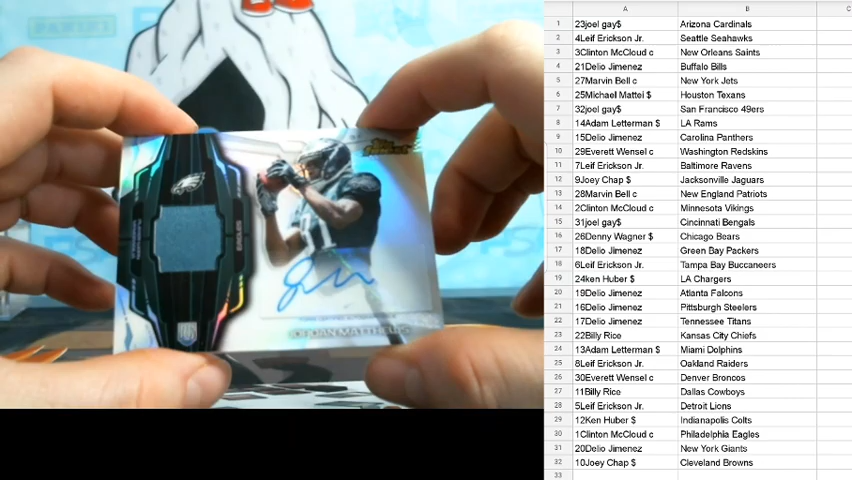 PANINI
TOPPS FINEST
EAGLES
81
JORDAN MATTHEWS
A B C
1 23joel gay$ Arizona Cardinals
2 4Leif Erickson Jr. Seattle Seahawks
3 3Clinton McCloud c New Orleans Saints
4 21Delio Jimenez Buffalo Bills
5 27Marvin Bell c New York Jets
6 25Michael Mattei $ Houston Texans
7 32joel gay$ San Francisco 49ers
8 14Adam Letterman $ LA Rams
9 15Delio Jimenez Carolina Panthers
10 29Everett Wensel c Washington Redskins
11 7Leif Erickson Jr. Baltimore Ravens
12 9Joey Chap $ Jacksonville Jaguars
13 28Marvin Bell c New England Patriots
14 2Clinton McCloud c Minnesota Vikings
15 31joel gay$ Cincinnati Bengals
16 26Denny Wagner $ Chicago Bears
17 18Delio Jimenez Green Bay Packers
18 6Leif Erickson Jr. Tampa Bay Buccaneers
19 24ken Huber $ LA Chargers
20 19Delio Jimenez Atlanta Falcons
21 16Delio Jimenez Pittsburgh Steelers
22 17Delio Jimenez Tennessee Titans
23 22Billy Rice Kansas City Chiefs
24 13Adam Letterman $ Miami Dolphins
25 8Leif Erickson Jr. Oakland Raiders
26 30Everett Wensel c Denver Broncos
27 11Billy Rice Dallas Cowboys
28 5Leif Erickson Jr. Detroit Lions
29 12Ken Huber $ Indianapolis Colts
30 1Clinton McCloud c Philadelphia Eagles
31 20Delio Jimenez New York Giants
32 10Joey Chap $ Cleveland Browns
33